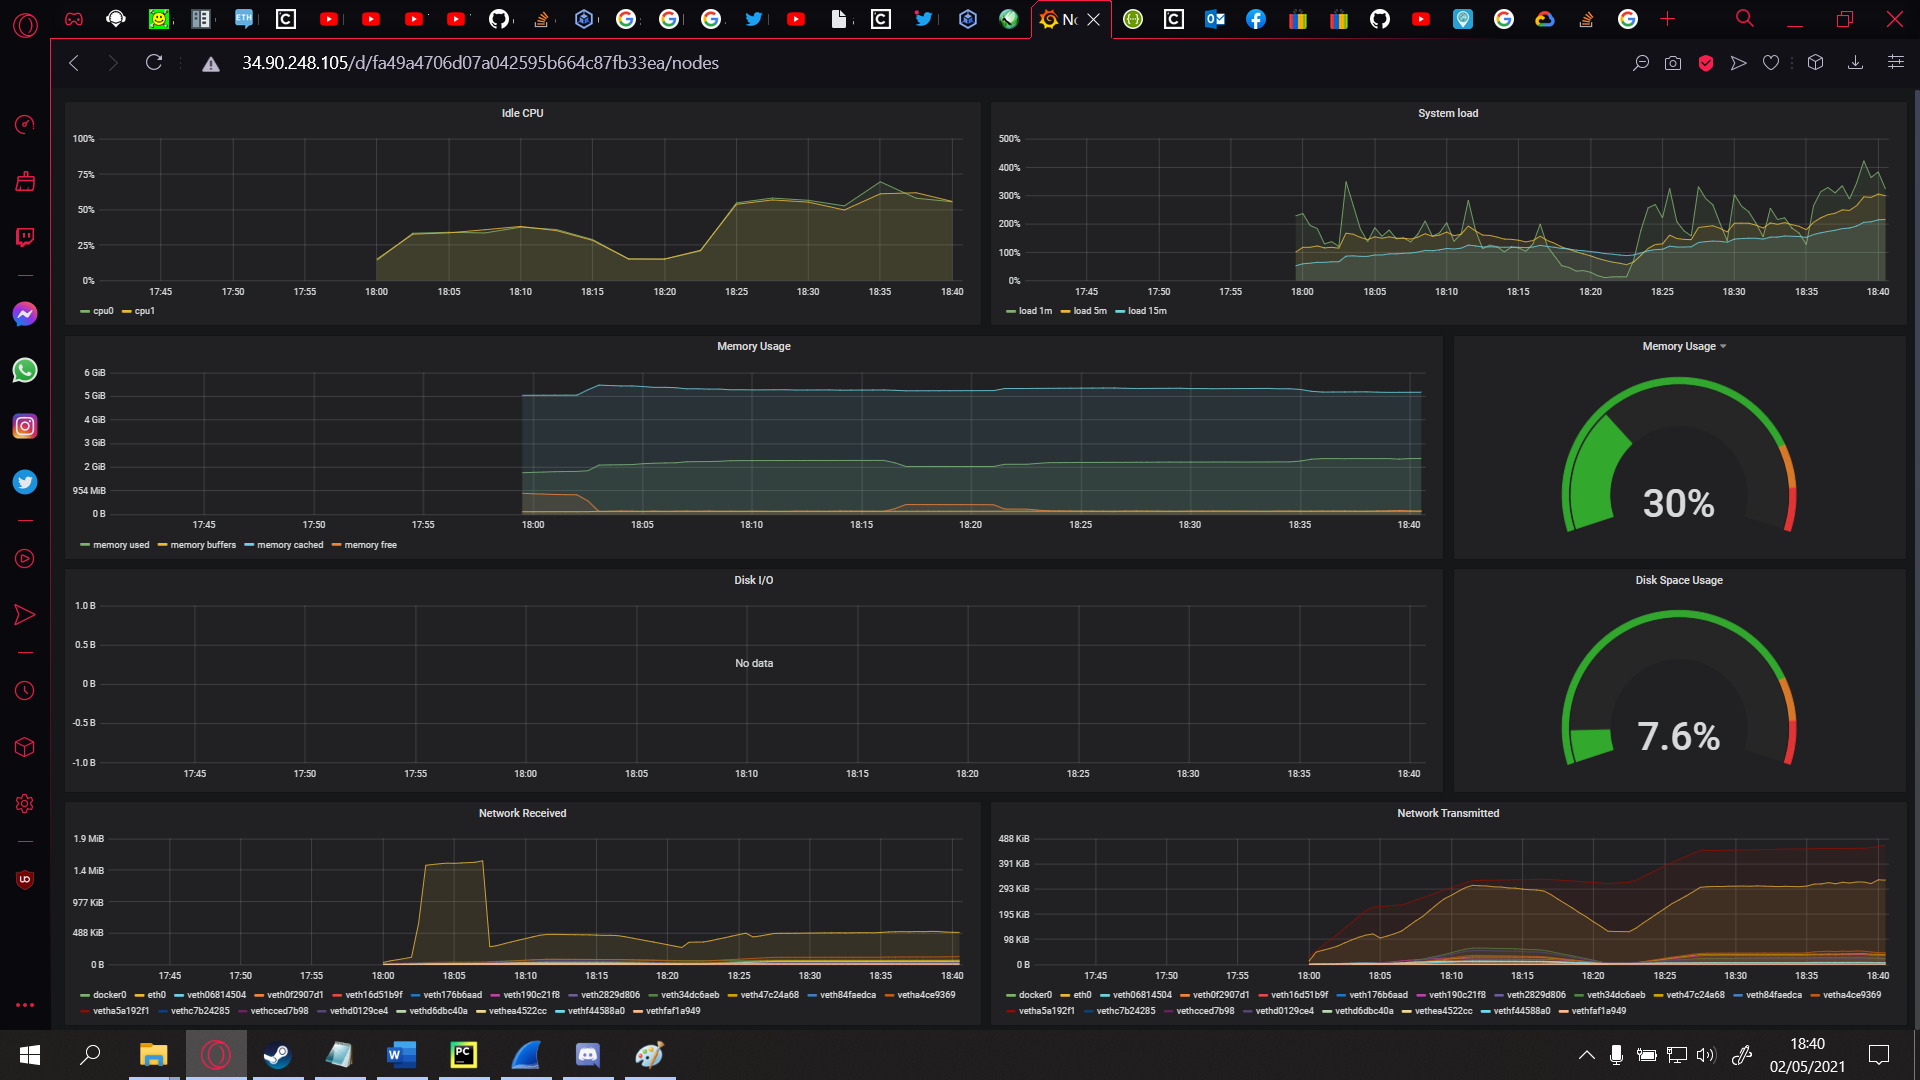 No
34.90.248.105/d/fa49a4706d07a042595b664c87fb33ea/nodes
Idle CPU
100%
75%
50%
25%
0%
17:45 17:50 17:55 18:00 18:05 18:10 18:15 18:20 18:25 18:30 18:35 18:40
cpu0 cpu1
System load
500%
400%
300%
200%
100%
0%
17:45 17:50 17:55 18:00 18:05 18:10 18:15 18:20 18:25 18:30 18:35 18:40
load 1m load 5m load 15m
Memory Usage
6 GiB
5 GiB
4 GiB
3 GiB
2 GiB
954 MiB
0 B
17:45 17:50 17:55 18:00 18:05 18:10 18:15 18:20 18:25 18:30 18:35 18:40
memory used memory buffers memory cached memory free
Memory Usage
30%
Disk I/O
1.0 B
0.5 B
0 B
-0.5 B
-1.0 B
No data
17:45 17:50 17:55 18:00 18:05 18:10 18:15 18:20 18:25 18:30 18:35 18:40
Disk Space Usage
7.6%
Network Received
1.9 MiB
1.4 MiB
977 KiB
488 KiB
0 B
17:45 17:50 17:55 18:00 18:05 18:10 18:15 18:20 18:25 18:30 18:35 18:40
docker0 eth0 veth06814504 veth0f2907d1 veth16d51b9f veth176b6aad veth190c21f8 veth2829d806 veth34dc6aeb veth47c24a68 veth84faedca vetha4ce9369
vetha5a192f1 vethc7b24285 vethcced7b98 vethd0129ce4 vethd6dbc40a vethea4522cc vethf44588a0 vethfaf1a949
Network Transmitted
488 KiB
391 KiB
293 KiB
195 KiB
98 KiB
0 B
17:45 17:50 17:55 18:00 18:05 18:10 18:15 18:20 18:25 18:30 18:35 18:40
docker0 eth0 veth06814504 veth0f2907d1 veth16d51b9f veth176b6aad veth190c21f8 veth2829d806 veth34dc6aeb veth47c24a68 veth84faedca vetha4ce9369
vetha5a192f1 vethc7b24285 vethcced7b98 vethd0129ce4 vethd6dbc40a vethea4522cc vethf44588a0 vethfaf1a949
18:40
02/05/2021